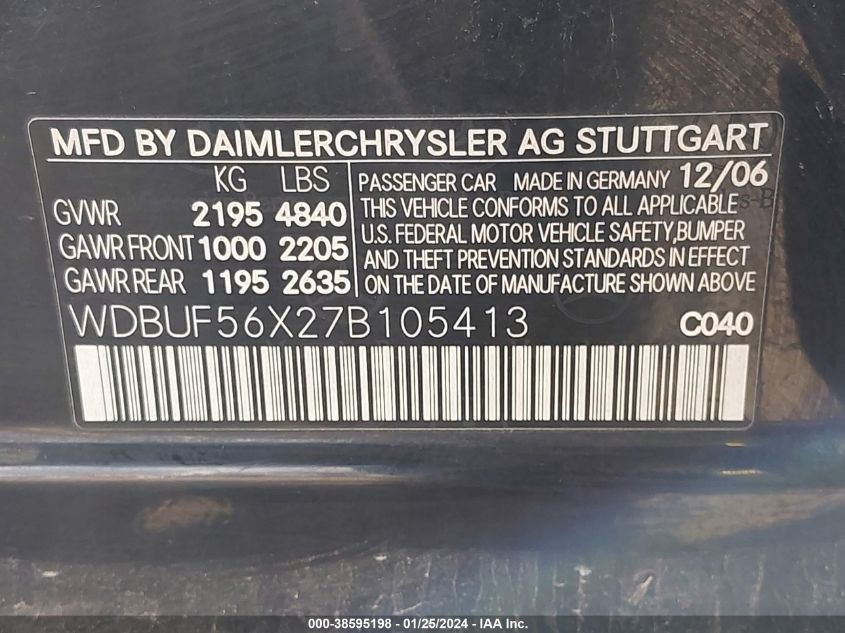 MFD BY DAIMLERCHRYSLER AG STUTTGART
KG LBS
GVWR 2195 4840
GAWR FRONT 1000 2205
GAWR REAR 1195 2635
PASSENGER CAR MADE IN GERMANY 12/06
THIS VEHICLE CONFORMS TO ALL APPLICABLE
U.S. FEDERAL MOTOR VEHICLE SAFETY,BUMPER
AND THEFT PREVENTION STANDARDS IN EFFECT
ON THE DATE OF MANUFACTURE SHOWN ABOVE
WDBUF56X27B105413 C040
000-38595198 - 01/25/2024 - IAA Inc.